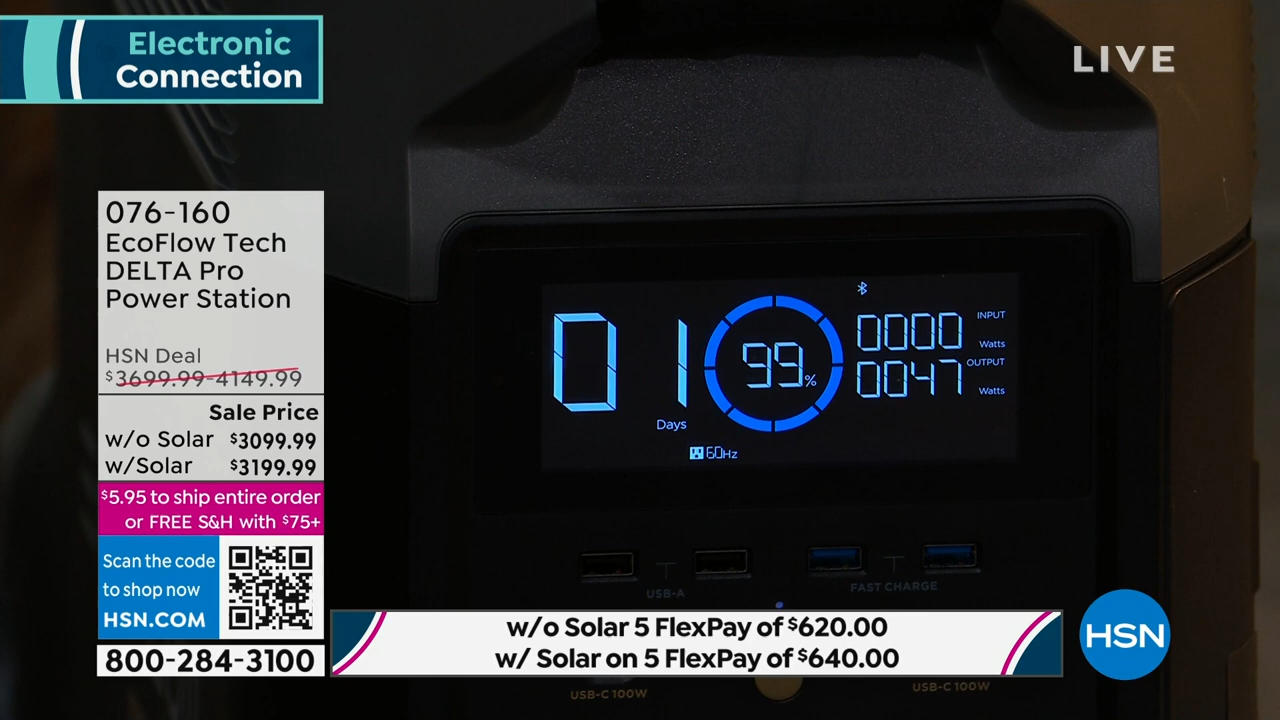 Electronic
Connection
LIVE
076-160
EcoFlow Tech
DELTA Pro
Power Station
HSN Deal
$3699.99-4149.99
Sale Price
w/o Solar $3099.99
w/Solar $3199.99
$5.95 to ship entire order
or FREE S&H with $75+
Scan the code
to shop now
HSN.COM
800-284-3100
01
Days
99%
0000
INPUT
Watts
0047
OUTPUT
Watts
60Hz
USB-A
FAST CHARGE
w/o Solar 5 FlexPay of $620.00
w/ Solar on 5 FlexPay of $640.00
HSN
USB-C 100W
USB-C 100W